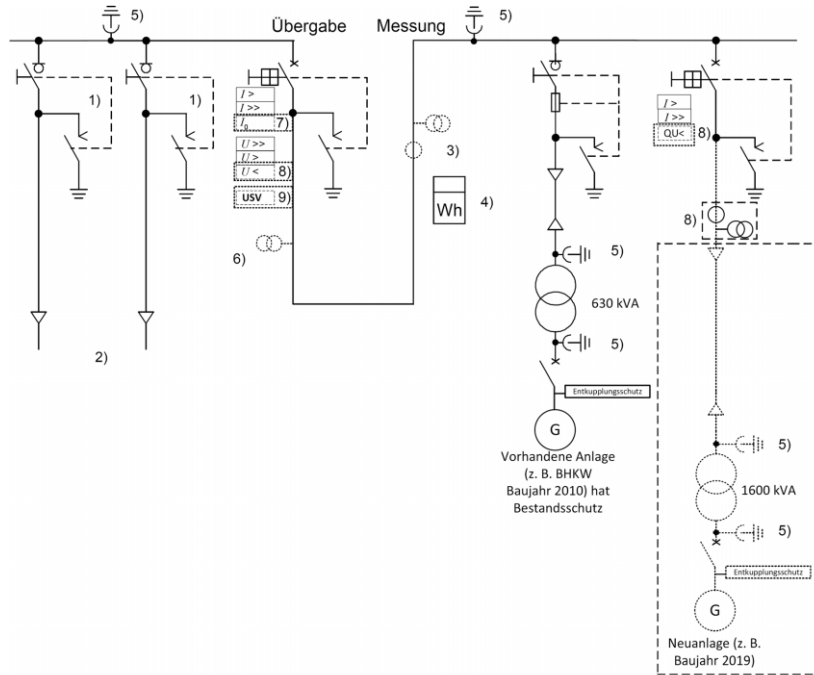 5)
Übergabe
Messung
5)
1)
1)
I >
I >>
I₀
7)
U >>
U >
U <
8)
USV
9)
6)
3)
Wh
4)
2)
I >
I >>
QU<
8)
8)
5)
630 kVA
5)
Entkupplungsschutz
G
Vorhandene Anlage
(z. B. BHKW
Baujahr 2010) hat
Bestandsschutz
5)
1600 kVA
5)
Entkupplungsschutz
G
Neuanlage (z. B.
Baujahr 2019)